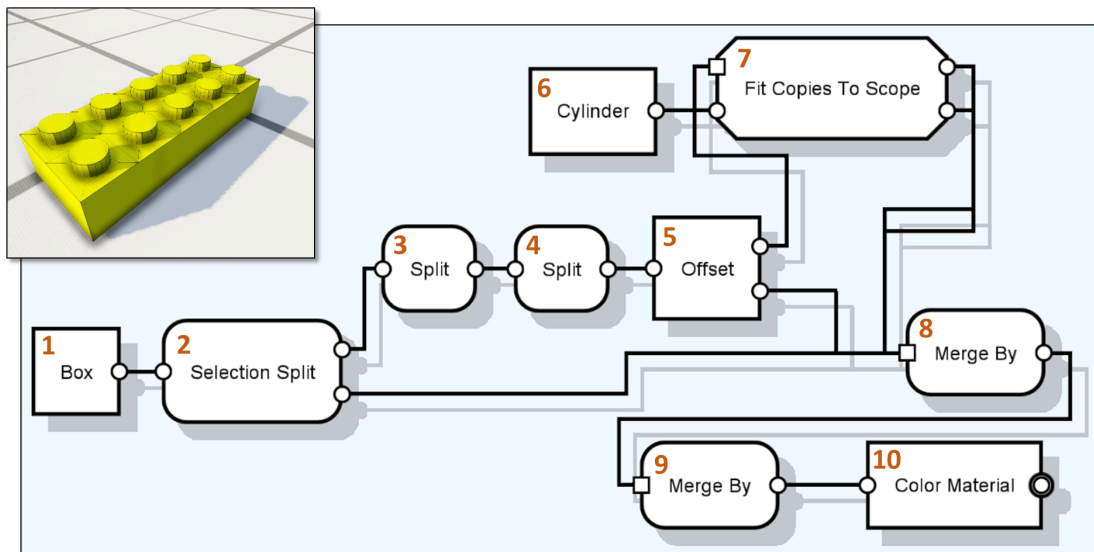 6
Cylinder
7
Fit Copies To Scope
3
Split
4
Split
5
Offset
1
Box
2
Selection Split
8
Merge By
9
Merge By
10
Color Material